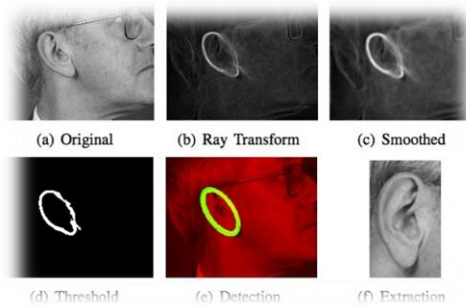 (a) Original
(b) Ray Transform
(c) Smoothed
(d) Threshold
(e) Detection
(f) Extraction